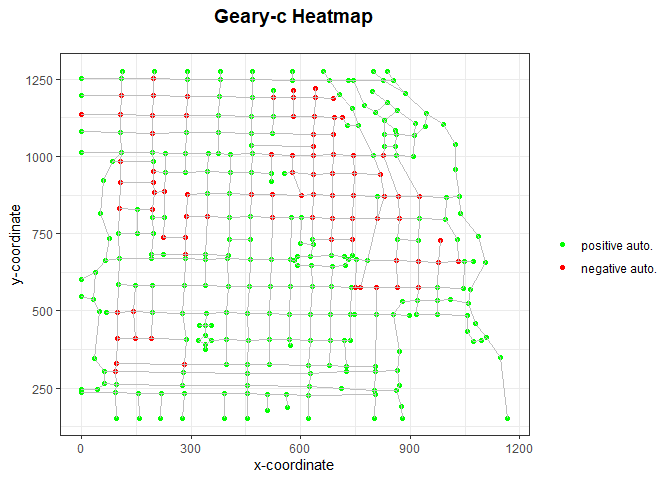 Geary-c Heatmap
1250
1000
750
500
250
y-coordinate
0
300
600
900
1200
x-coordinate
positive auto.
negative auto.